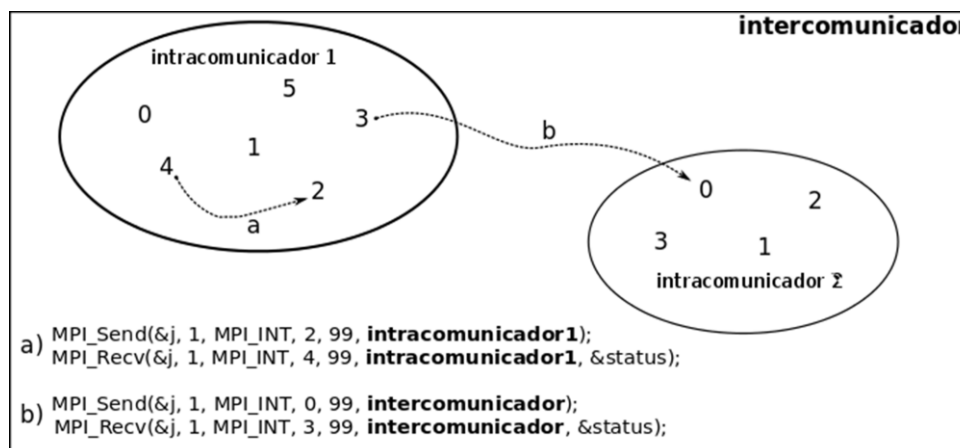 intercomunicador
intracomunicador 1
5
0
3
b
1
4
2
a
0
2
3
1
intracomunicador 2
a) MPI_Send(&j, 1, MPI_INT, 2, 99, intracomunicador1);
MPI_Recv(&j, 1, MPI_INT, 4, 99, intracomunicador1, &status);
b) MPI_Send(&j, 1, MPI_INT, 0, 99, intercomunicador);
MPI_Recv(&j, 1, MPI_INT, 3, 99, intercomunicador, &status);